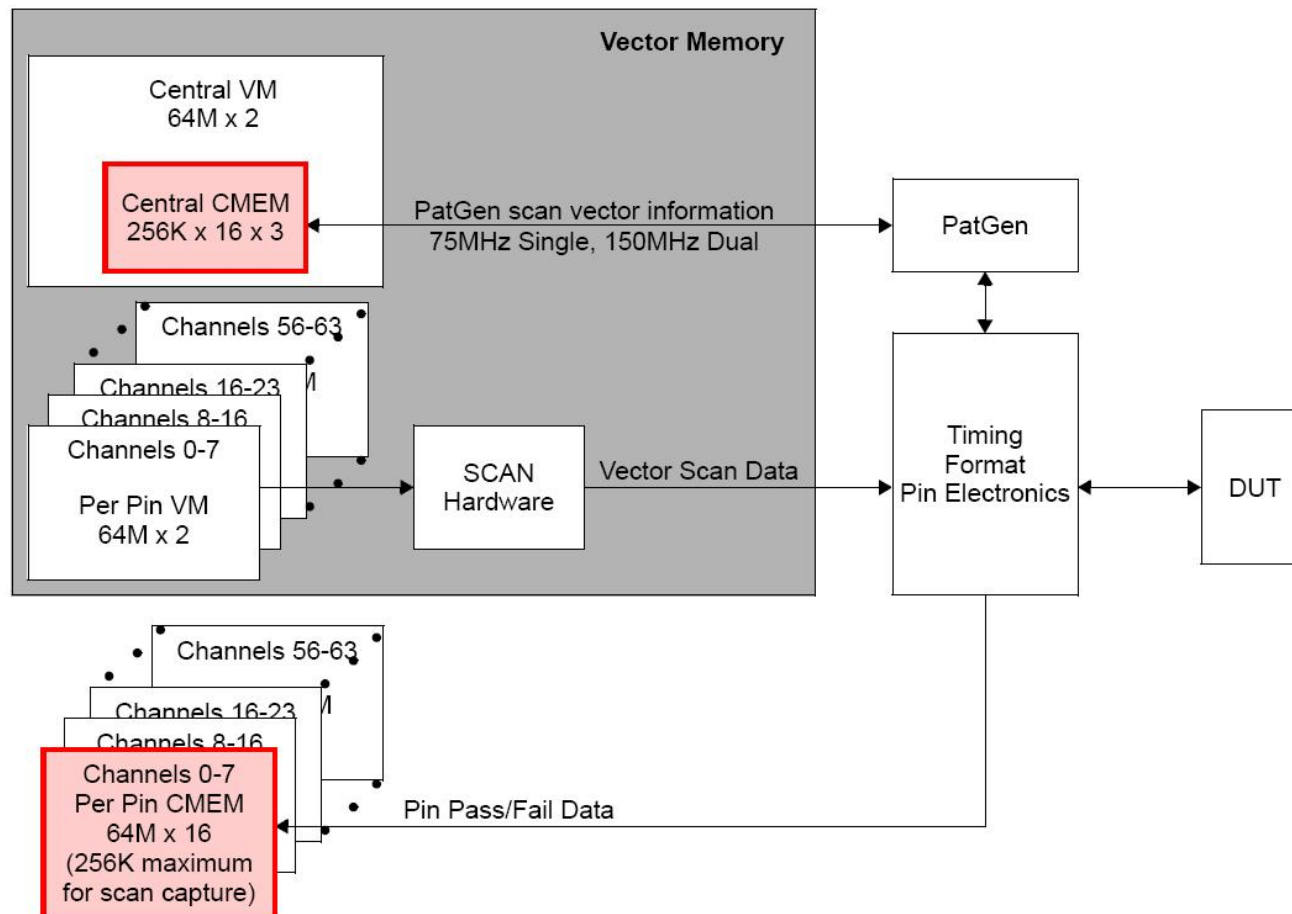 Vector Memory
Central VM
64M x 2
Central CMEM
256K x 16 x 3
PatGen scan vector information
75MHz Single, 150MHz Dual
PatGen
Channels 56-63
M
Channels 16-23
Channels 8-16
Channels 0-7
Per Pin VM
64M x 2
SCAN
Hardware
Vector Scan Data
Timing
Format
Pin Electronics
DUT
Channels 56-63
M
Channels 16-23
Channels 8-16
Channels 0-7
Per Pin CMEM
64M x 16
(256K maximum
for scan capture)
Pin Pass/Fail Data